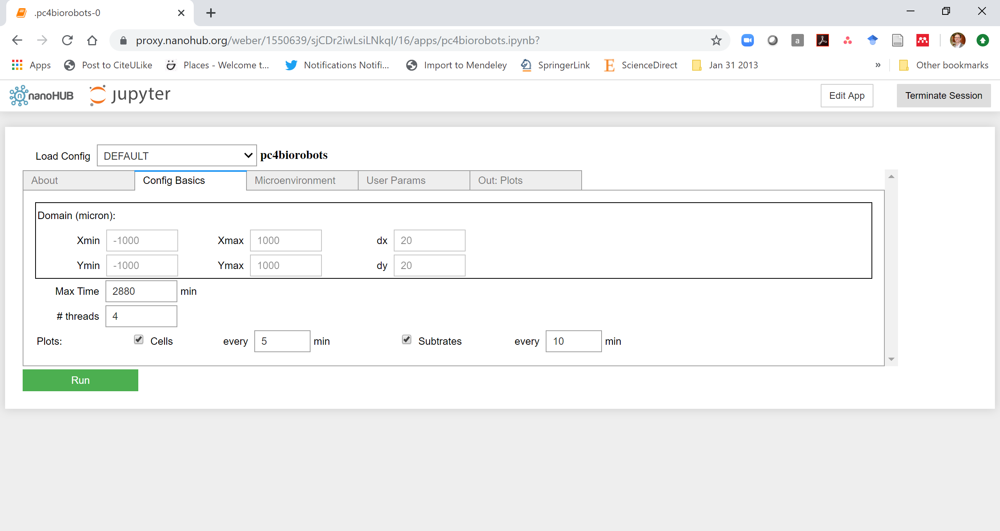 .pc4biorobots-0
proxy.nanohub.org/weber/1550639/sjCDr2iwLsiLNkql/16/apps/pc4biorobots.ipynb?
a
Apps Post to CiteULike Places - Welcome t... Notifications Notifi... Import to Mendeley SpringerLink E ScienceDirect Jan 31 2013 » Other bookmarks
n nanoHUB jupyter Edit App Terminate Session
Load Config DEFAULT pc4biorobots
About Config Basics Microenvironment User Params Out: Plots
Domain (micron):
Xmin -1000 Xmax 1000 dx 20
Ymin -1000 Ymax 1000 dy 20
Max Time 2880 min
# threads 4
Plots: Cells every 5 min Subtrates every 10 min
Run